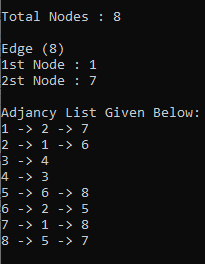 Total Nodes : 8
Edge (8)
1st Node : 1
2st Node : 7
Adjancy List Given Below:
1 -> 2 -> 7
2 -> 1 -> 6
3 -> 4
4 -> 3
5 -> 6 -> 8
6 -> 2 -> 5
7 -> 1 -> 8
8 -> 5 -> 7